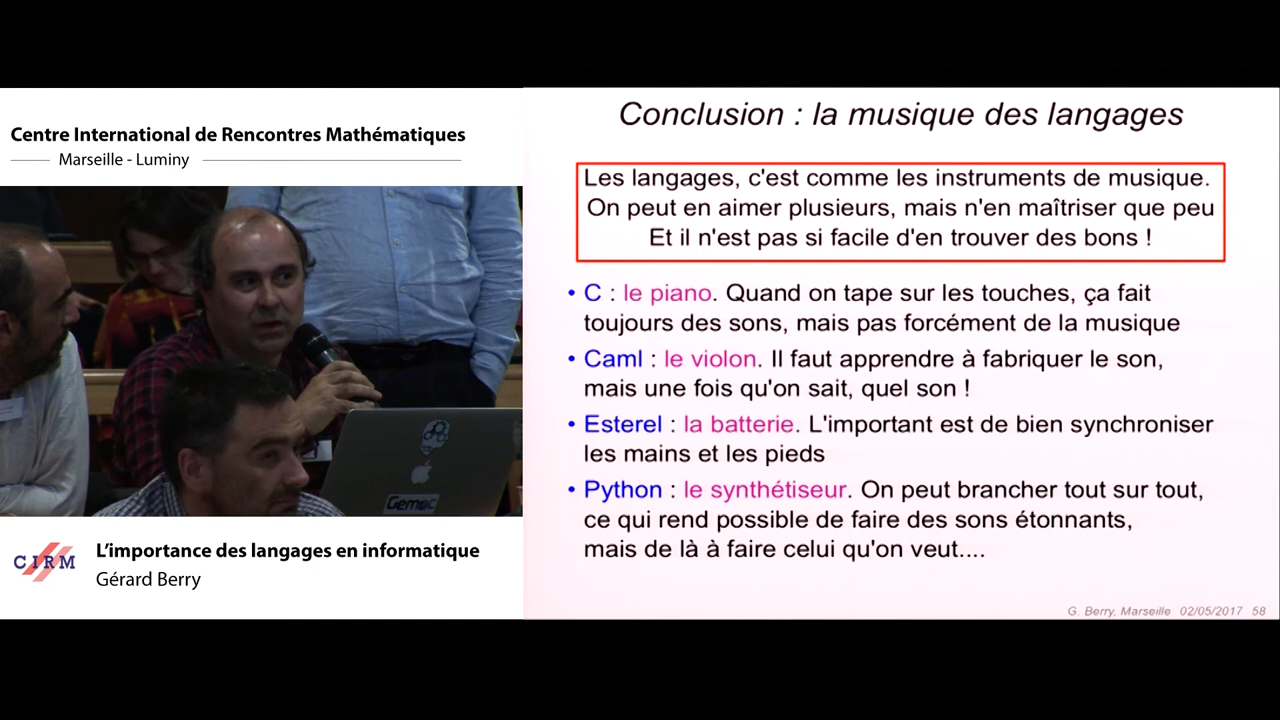 Centre International de Rencontres Mathématiques
Marseille - Luminy
Gemoc
CIRM
L'importance des langages en informatique
Gérard Berry
Conclusion : la musique des langages
Les langages, c'est comme les instruments de musique.
On peut en aimer plusieurs, mais n'en maîtriser que peu
Et il n'est pas si facile d'en trouver des bons !
• C : le piano. Quand on tape sur les touches, ça fait
toujours des sons, mais pas forcément de la musique
• Caml : le violon. Il faut apprendre à fabriquer le son,
mais une fois qu'on sait, quel son !
• Esterel : la batterie. L'important est de bien synchroniser
les mains et les pieds
• Python : le synthétiseur. On peut brancher tout sur tout,
ce qui rend possible de faire des sons étonnants,
mais de là à faire celui qu'on veut....
G. Berry, Marseille 02/05/2017 58